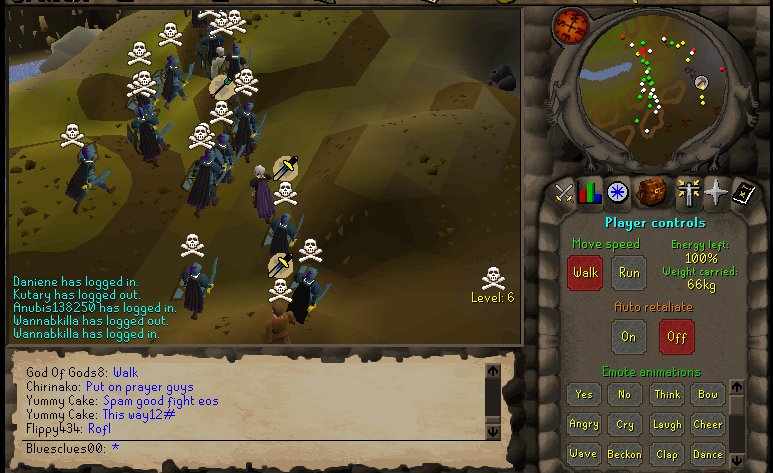 Player controls
Move speed
Energy left:
100%
Walk
Run
Weight carried:
66kg
Auto retaliate
On
Off
Emote animations
Yes
No
Think
Bow
Angry
Cry
Laugh
Cheer
Wave
Beckon
Clap
Dance
Level: 6
Daniene has logged in.
Kutary has logged out.
Anubis138250 has logged in.
Wannabkilla has logged out.
Wannabkilla has logged in.
God Of Gods8: Walk
Chirinako: Put on prayer guys
Yummy Cake: Spam good fight eos
Yummy Cake: This way12#
Flippy434: Rofl
Bluesclues00: *